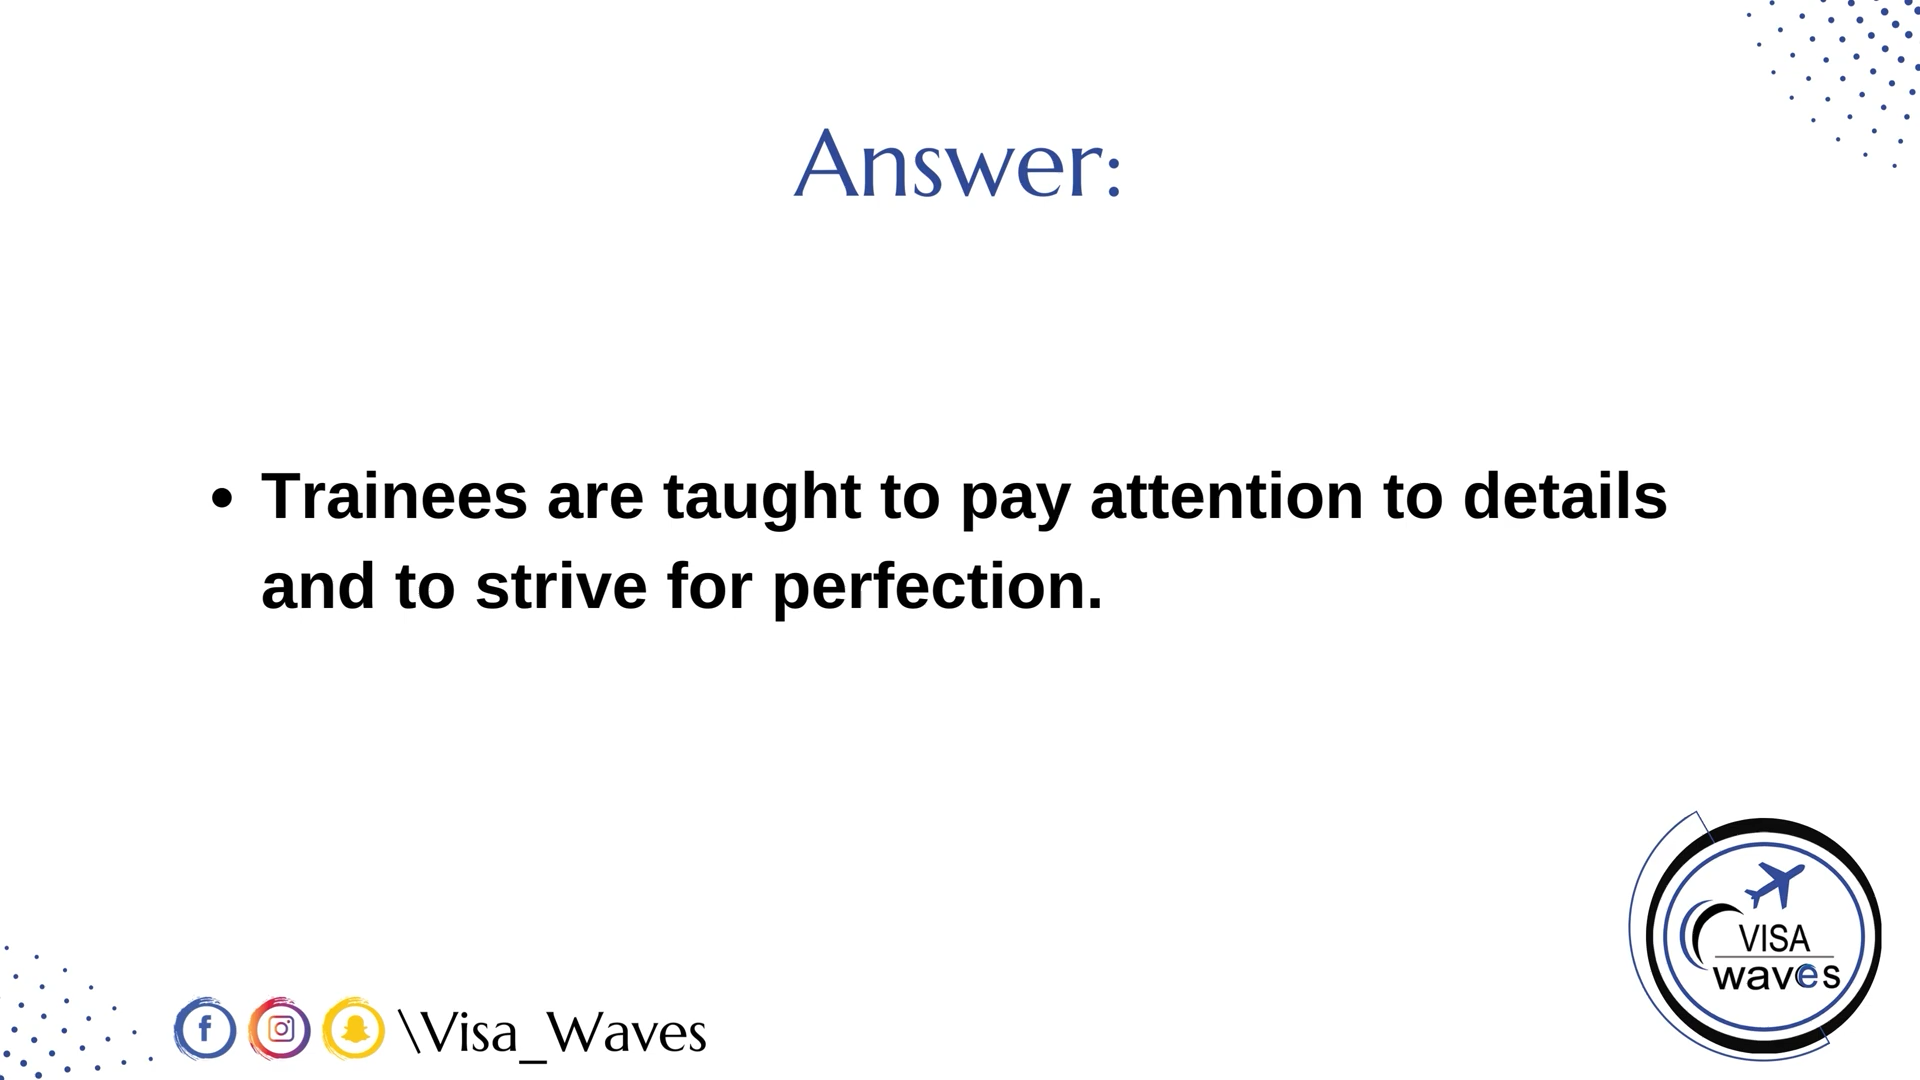 Answer:
• Trainees are taught to pay attention to details
and to strive for perfection.
VISA
waves
\Visa_Waves